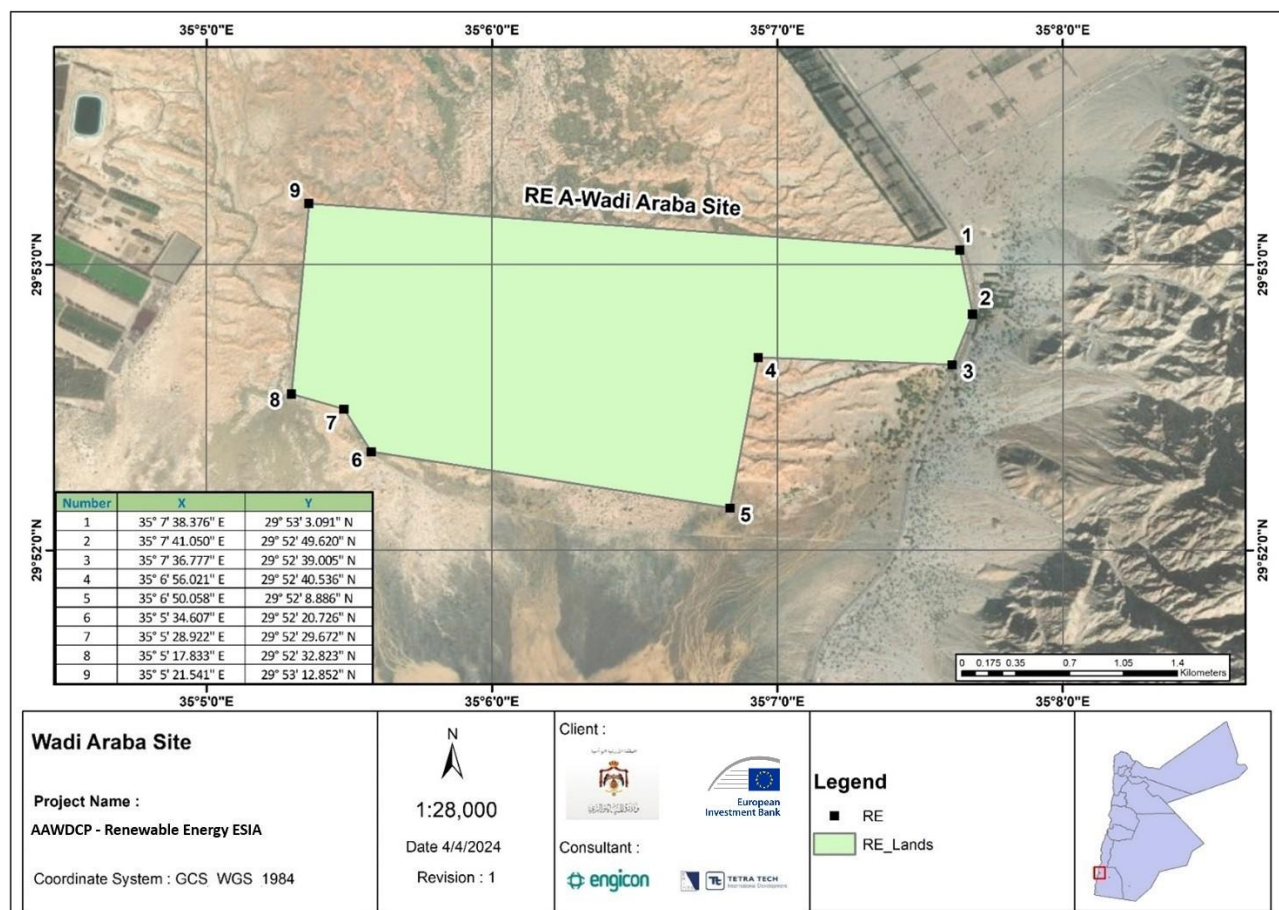 35°5'0"E 35°6'0"E 35°7'0"E 35°8'0"E
29°53'0"N
29°52'0"N
RE A-Wadi Araba Site
9
1
2
4
3
8
7
6
5
29°53'0"N
29°52'0"N
Number X Y
1 35° 7' 38.376" E 29° 53' 3.091" N
2 35° 7' 41.050" E 29° 52' 49.620" N
3 35° 7' 36.777" E 29° 52' 39.005" N
4 35° 6' 56.021" E 29° 52' 40.536" N
5 35° 6' 50.058" E 29° 52' 8.886" N
6 35° 5' 34.607" E 29° 52' 20.726" N
7 35° 5' 28.922" E 29° 52' 29.672" N
8 35° 5' 17.833" E 29° 52' 32.823" N
9 35° 5' 21.541" E 29° 53' 12.852" N
0 0.175 0.35 0.7 1.05 1.4
Kilometers
35°5'0"E 35°6'0"E 35°7'0"E 35°8'0"E
Wadi Araba Site
Project Name :
AAWDCP - Renewable Energy ESIA
Coordinate System : GCS WGS 1984
N
1:28,000
Date 4/4/2024
Revision : 1
Client :
European
Investment Bank
Consultant :
engicon
TETRA TECH
International Development
Legend
RE
RE_Lands